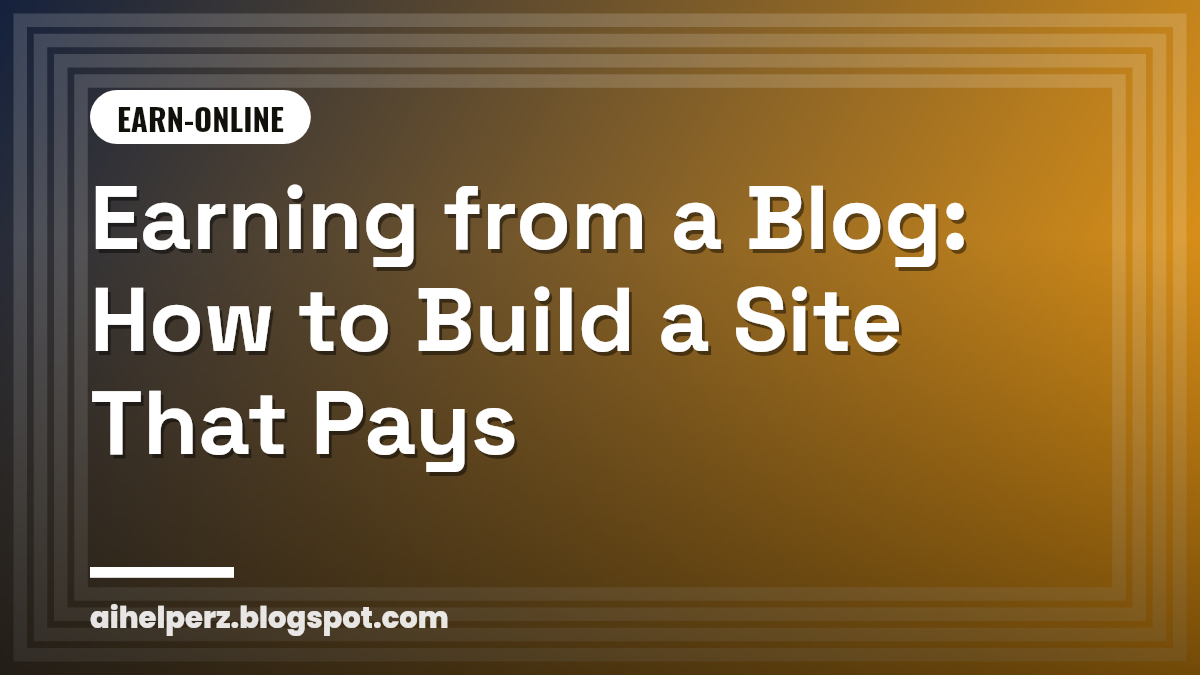 EARN-ONLINE
Earning from a Blog:
How to Build a Site
That Pays
aihelperz.blogspot.com